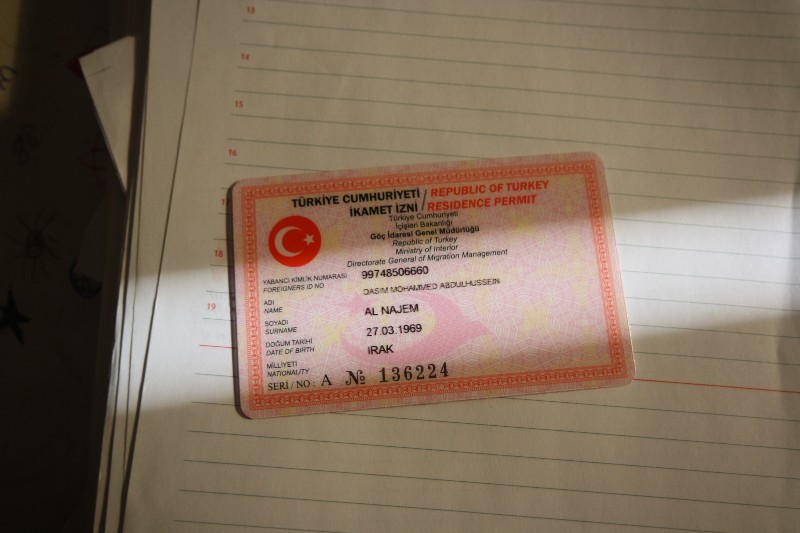 13
14
15
16
TÜRKİYE CUMHURİYETİ / REPUBLIC OF TURKEY
İKAMET İZNİ / RESIDENCE PERMIT
Türkiye Cumhuriyeti
İçişleri Bakanlığı
Göç İdaresi Genel Müdürlüğü
Republic of Turkey
Ministry of Interior
Directorate General of Migration Management
18
YABANCI KİMLİK NUMARASI 99748506660
FOREIGNERS ID NO
ADI QASIM MOHAMMED ABDULHUSSEIN
NAME
19
SOYADI AL NAJEM
SURNAME
DOĞUM TARİHİ 27.03.1969
DATE OF BIRTH
MİLLİYETİ IRAK
NATIONALITY
SERİ / NO : A № 136224